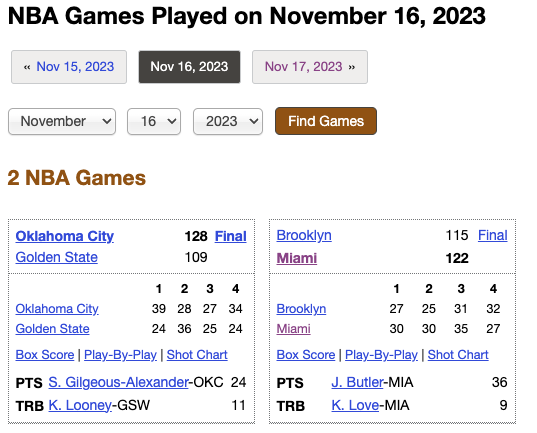 NBA Games Played on November 16, 2023
« Nov 15, 2023 Nov 16, 2023 Nov 17, 2023 »
November 16 2023 Find Games
2 NBA Games
Oklahoma City 128 Final
Golden State 109
1 2 3 4
Oklahoma City 39 28 27 34
Golden State 24 36 25 24
Box Score | Play-By-Play | Shot Chart
PTS S. Gilgeous-Alexander-OKC 24
TRB K. Looney-GSW 11
Brooklyn 115 Final
Miami 122
1 2 3 4
Brooklyn 27 25 31 32
Miami 30 30 35 27
Box Score | Play-By-Play | Shot Chart
PTS J. Butler-MIA 36
TRB K. Love-MIA 9